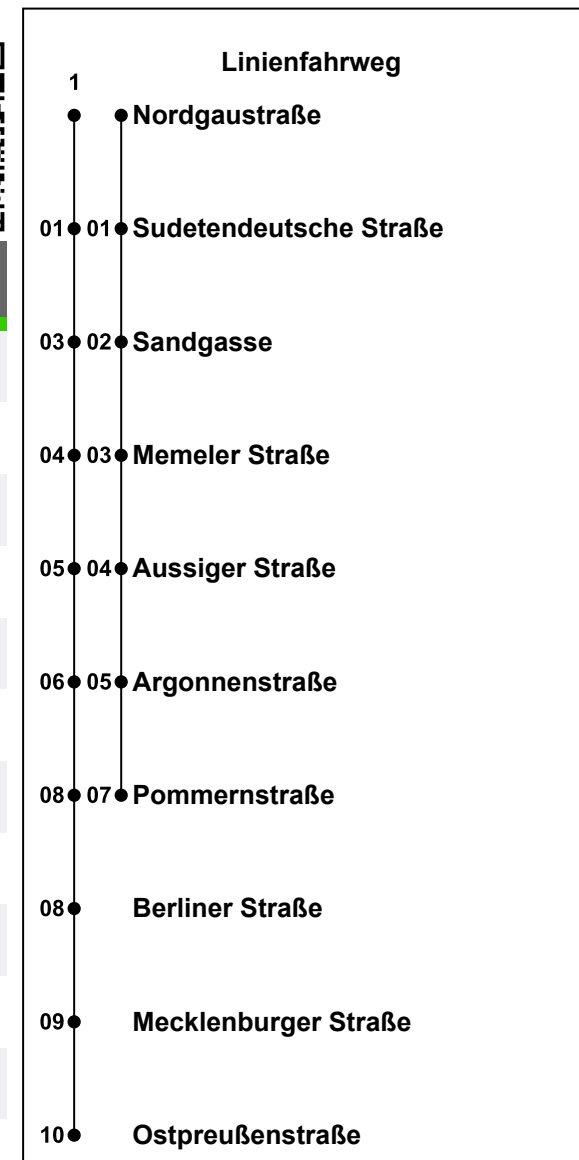 Linienfahrweg
1
Nordgaustraße
01 01 Sudetendeutsche Straße
03 02 Sandgasse
04 03 Memeler Straße
05 04 Aussiger Straße
06 05 Argonnenstraße
08 07 Pommernstraße
08 Berliner Straße
09 Mecklenburger Straße
10 Ostpreußenstraße